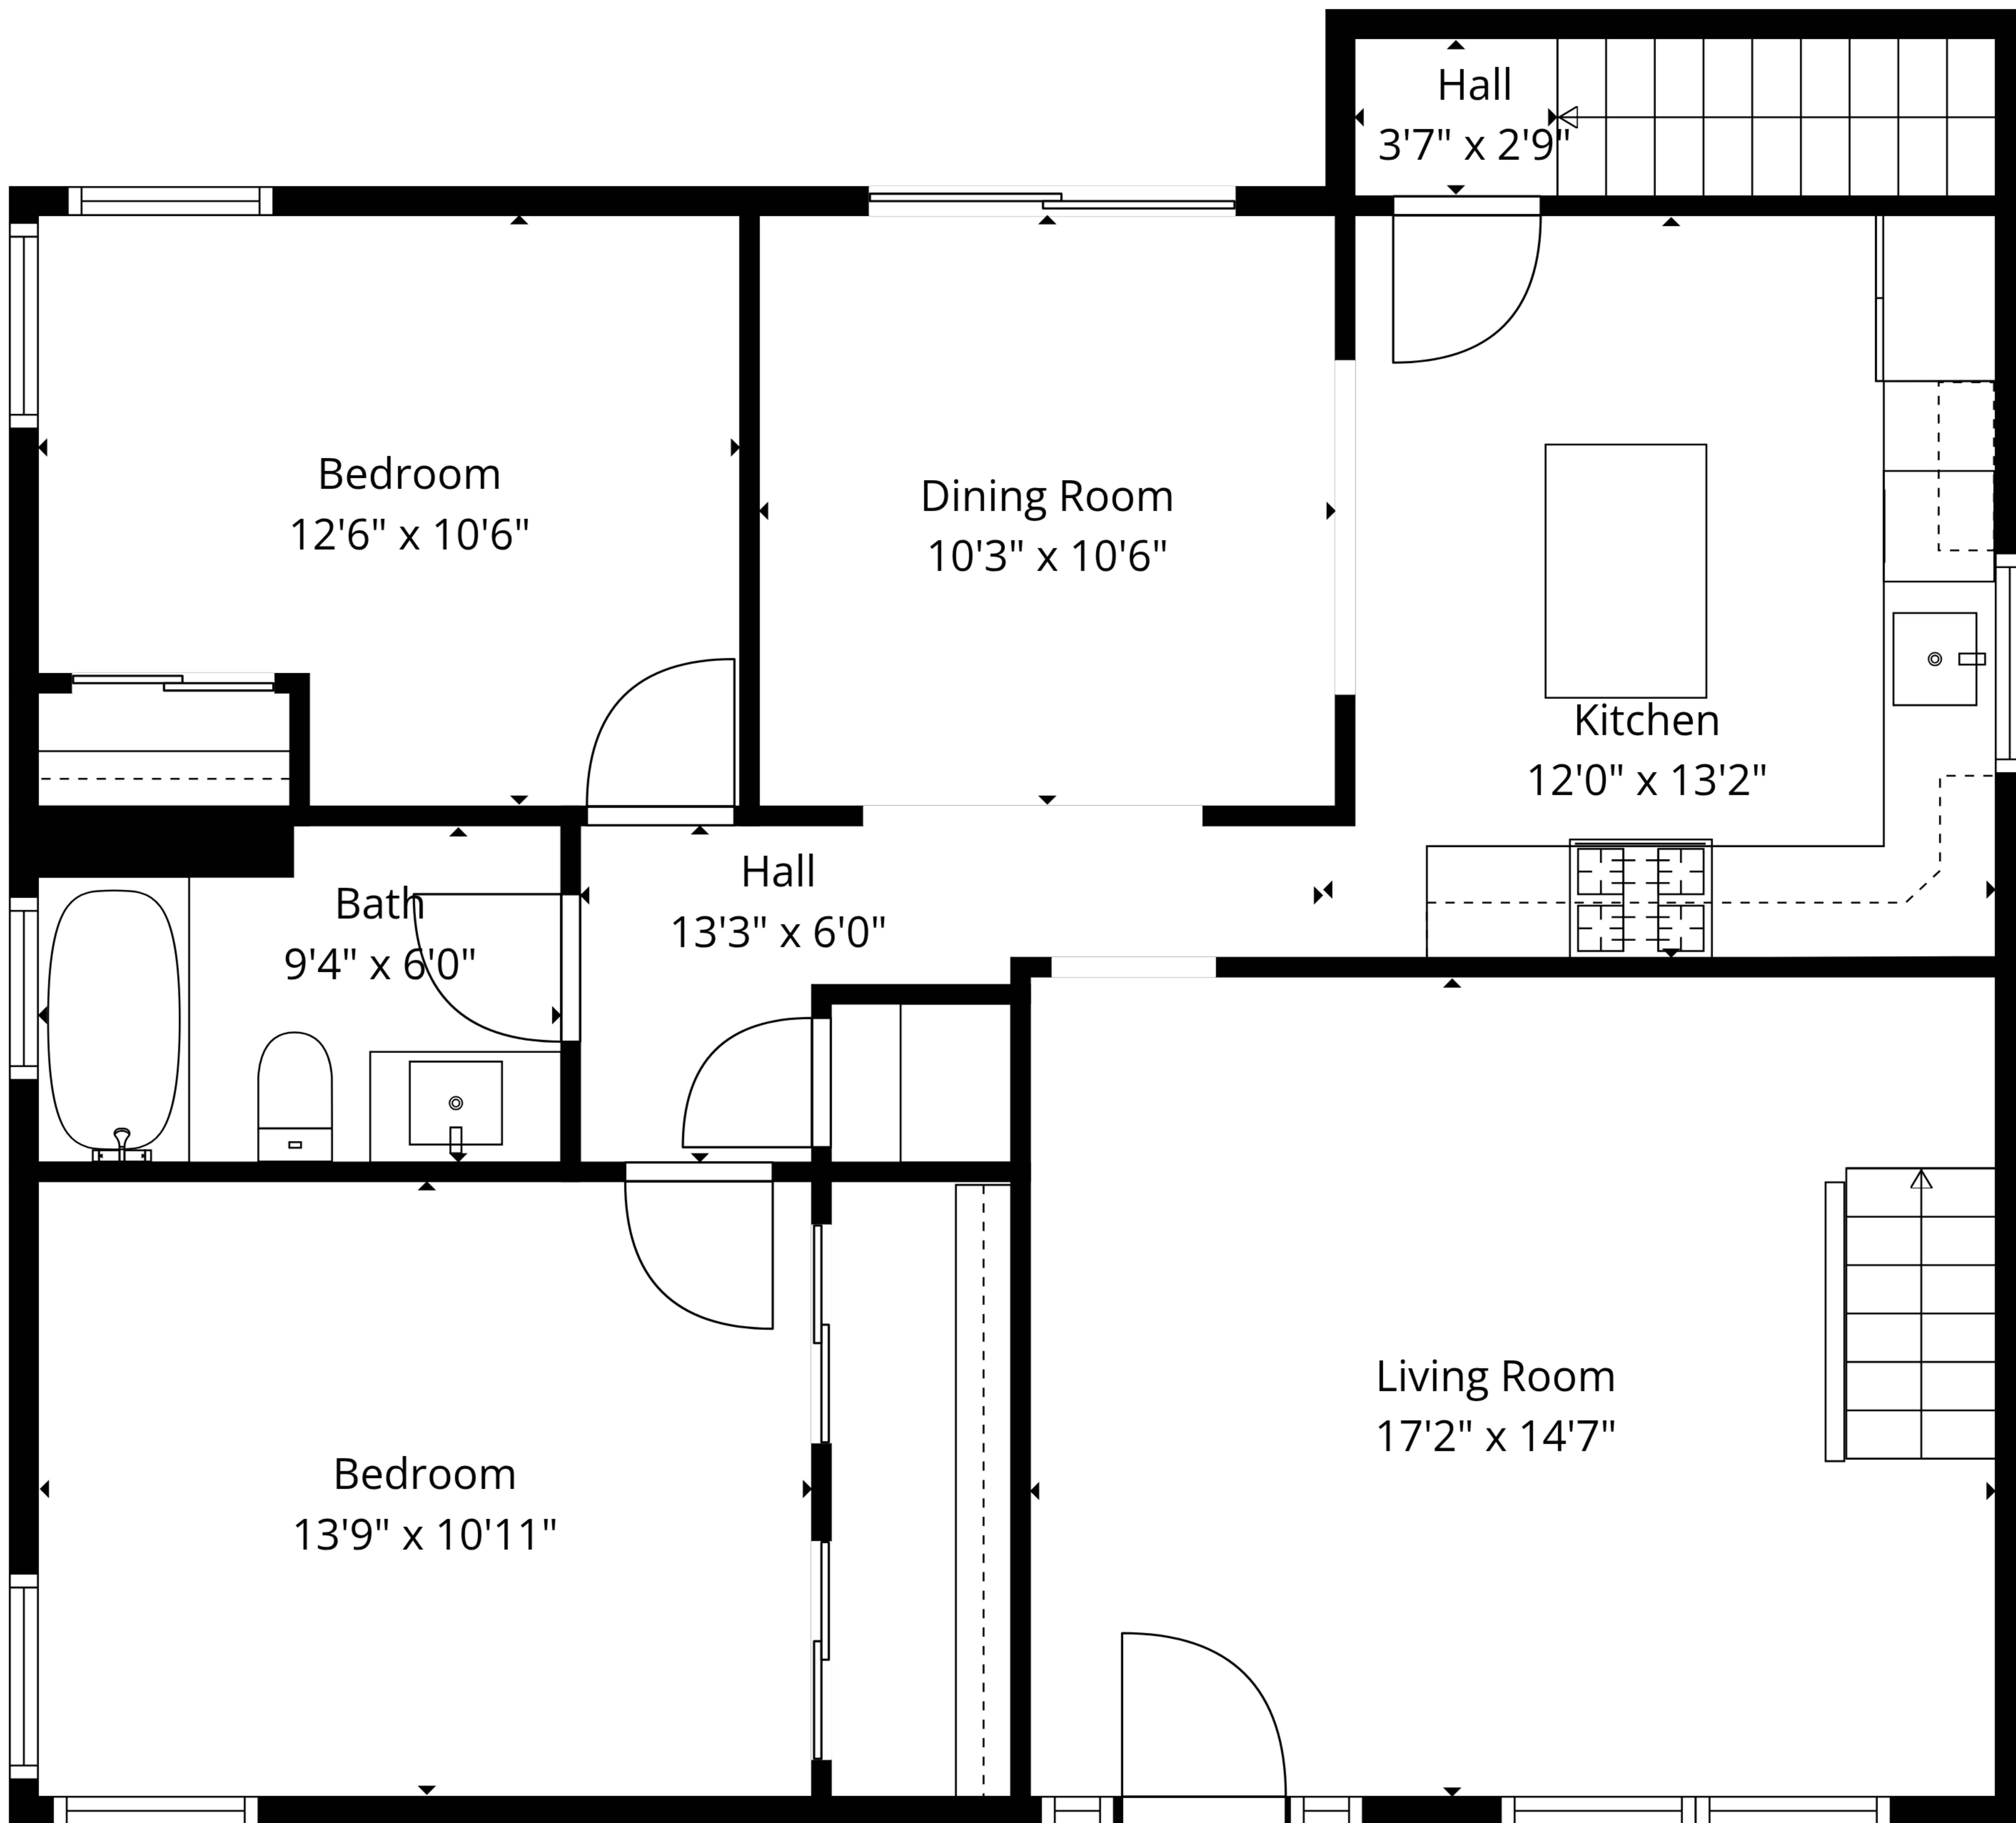 Hall
3'7" x 2'9"
Bedroom
12'6" x 10'6"
Dining Room
10'3" x 10'6"
Kitchen
12'0" x 13'2"
Bath
9'4" x 6'0"
Hall
13'3" x 6'0"
Living Room
17'2" x 14'7"
Bedroom
13'9" x 10'11"